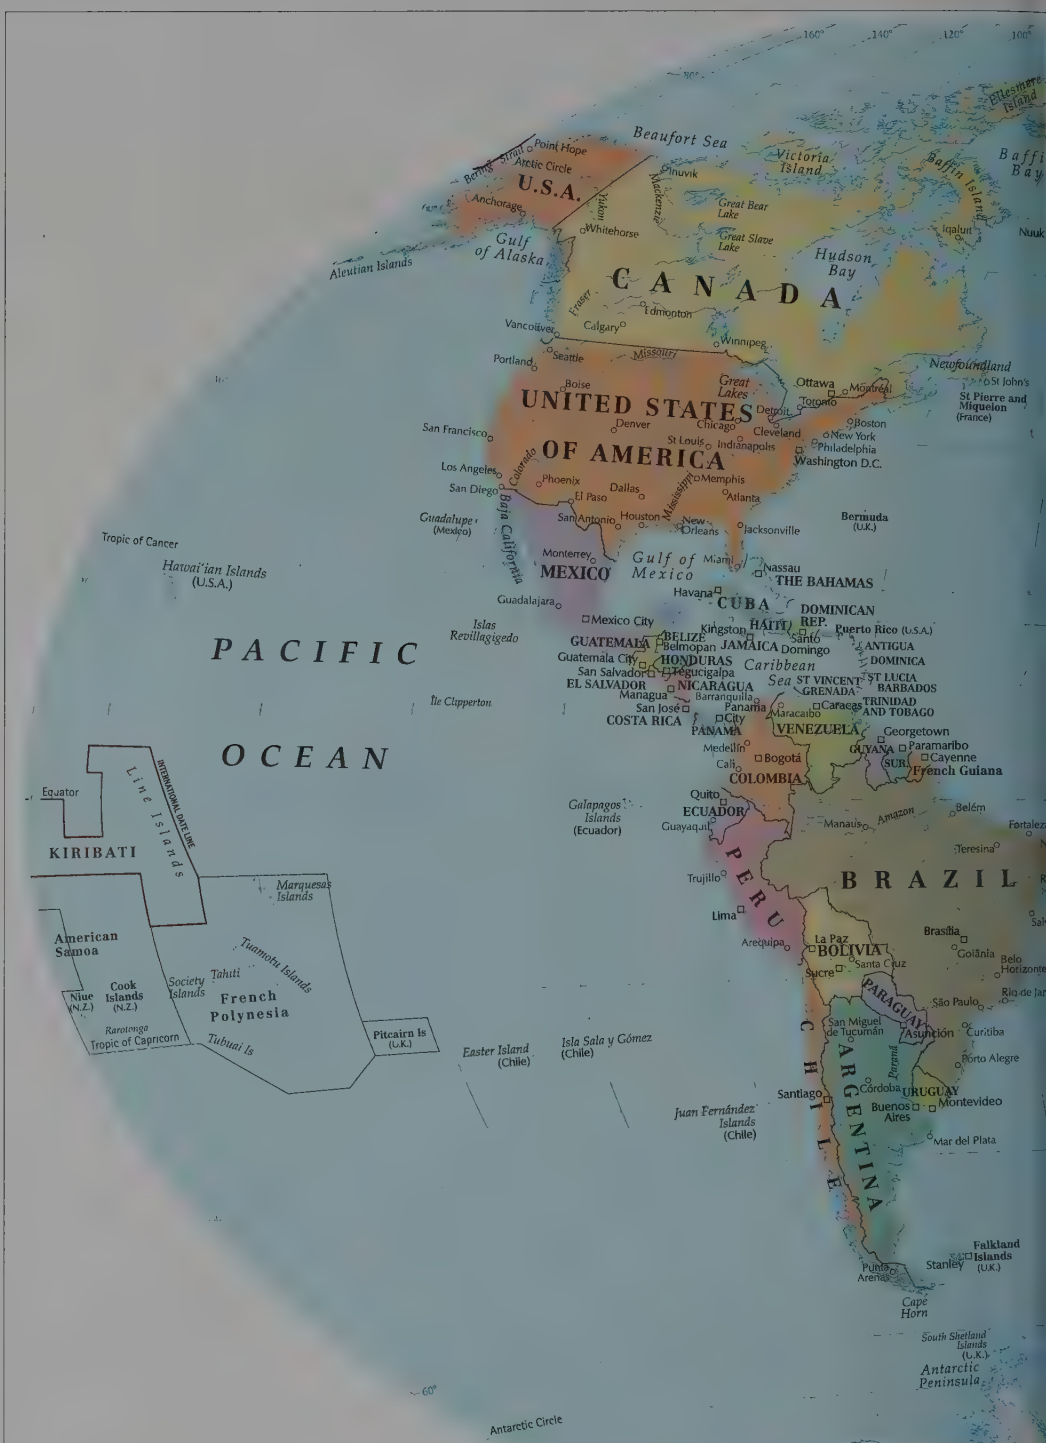 160°
140°
120°
100°
80°
Ellesmere
Island
Beaufort Sea
Bering Strait
Point Hope
Arctic Circle
U.S.A.
Anchorage
Inuvik
Victoria
Island
Baffin Island
Baffi
Bay
Yukon
Mackenzie
Great Bear
Lake
Whitehorse
Great Slave
Lake
Iqaluit
Nuuk
Gulf
of Alaska
Hudson
Bay
Aleutian Islands
CANADA
Fraser
Edmonton
Vancouver
Calgary
Winnipeg
Portland
Seattle
Missouri
Newfoundland
Boise
Great
Lakes
Ottawa
Montréal
St John's
UNITED STATES
Toronto
St Pierre and
Miquelon
(France)
Detroit
San Francisco
Denver
Chicago
Cleveland
Boston
New York
St Louis
Indianapolis
Philadelphia
OF AMERICA
Washington D.C.
Los Angeles
Colorado
San Diego
Phoenix
Dallas
Mississippi
Memphis
El Paso
Atlanta
Guadalupe
(Mexico)
Baja California
San Antonio
Houston
New
Orleans
Jacksonville
Bermuda
(U.K.)
Tropic of Cancer
Monterrey
Gulf of
Mexico
Miami
Nassau
Hawai'ian Islands
(U.S.A.)
MEXICO
THE BAHAMAS
Havana
CUBA
Guadalajara
DOMINICAN
REP.
Islas
Revillagigedo
Mexico City
Kingston
HAITI
Puerto Rico (U.S.A.)
PACIFIC
GUATEMALA
BELIZE
Belmopan
JAMAICA
Santo
Domingo
ANTIGUA
Guatemala City
HONDURAS
Caribbean
Sea
DOMINICA
San Salvador
Tegucigalpa
ST VINCENT
ST LUCIA
EL SALVADOR
NICARAGUA
GRENADA
BARBADOS
Managua
Barranquilla
Île Clipperton
San José
Panama
City
Maracaibo
Caracas
TRINIDAD
AND TOBAGO
COSTA RICA
PANAMA
VENEZUELA
Georgetown
OCEAN
Medellín
GUYANA
Paramaribo
Cali
Bogotá
SUR.
Cayenne
COLOMBIA
French Guiana
INTERNATIONAL DATE LINE
Line Islands
Equator
Quito
Galapagos
Islands
(Ecuador)
ECUADOR
Guayaquil
Manaus
Amazon
Belém
Fortalez
KIRIBATI
Teresina
PERU
Trujillo
BRAZIL
Marquesas
Islands
Lima
American
Samoa
Tuamotu Islands
Arequipa
La Paz
BOLIVIA
Brasília
Goiânia
Belo
Horizonte
Sal
Society
Islands
Tahiti
Sucre
Santa Cruz
Niue
(N.Z.)
Cook
Islands
(N.Z.)
French
Polynesia
PARAGUAY
São Paulo
Rio de Jan
Rarotonga
Tropic of Capricorn
Tubuai Is
Pitcairn Is
(U.K.)
Easter Island
(Chile)
Isla Sala y Gómez
(Chile)
CHILE
San Miguel
de Tucumán
Asunción
Curitiba
ARGENTINA
Paraná
Porto Alegre
Santiago
Córdoba
URUGUAY
Juan Fernández
Islands
(Chile)
Buenos
Aires
Montevideo
Mar del Plata
Falkland
Islands
(U.K.)
Stanley
Punta
Arenas
Cape
Horn
South Shetland
Islands
(U.K.)
Antarctic
Peninsula
60°
Antarctic Circle